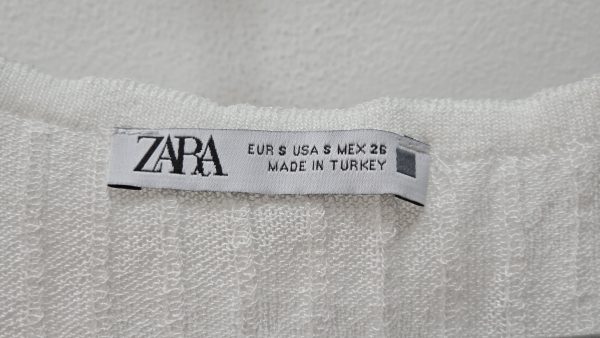 ZARA
EUR S USA S MEX 26
MADE IN TURKEY